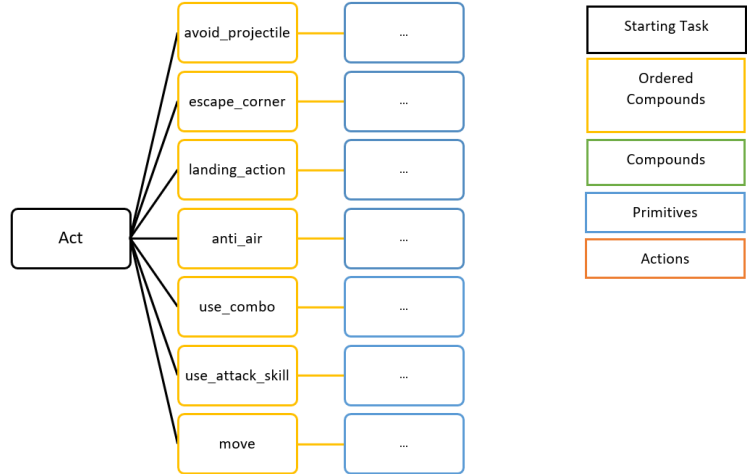 avoid_projectile
...
escape_corner
...
landing_action
...
Act
anti_air
...
use_combo
...
use_attack_skill
...
move
...
Starting Task
Ordered
Compounds
Compounds
Primitives
Actions